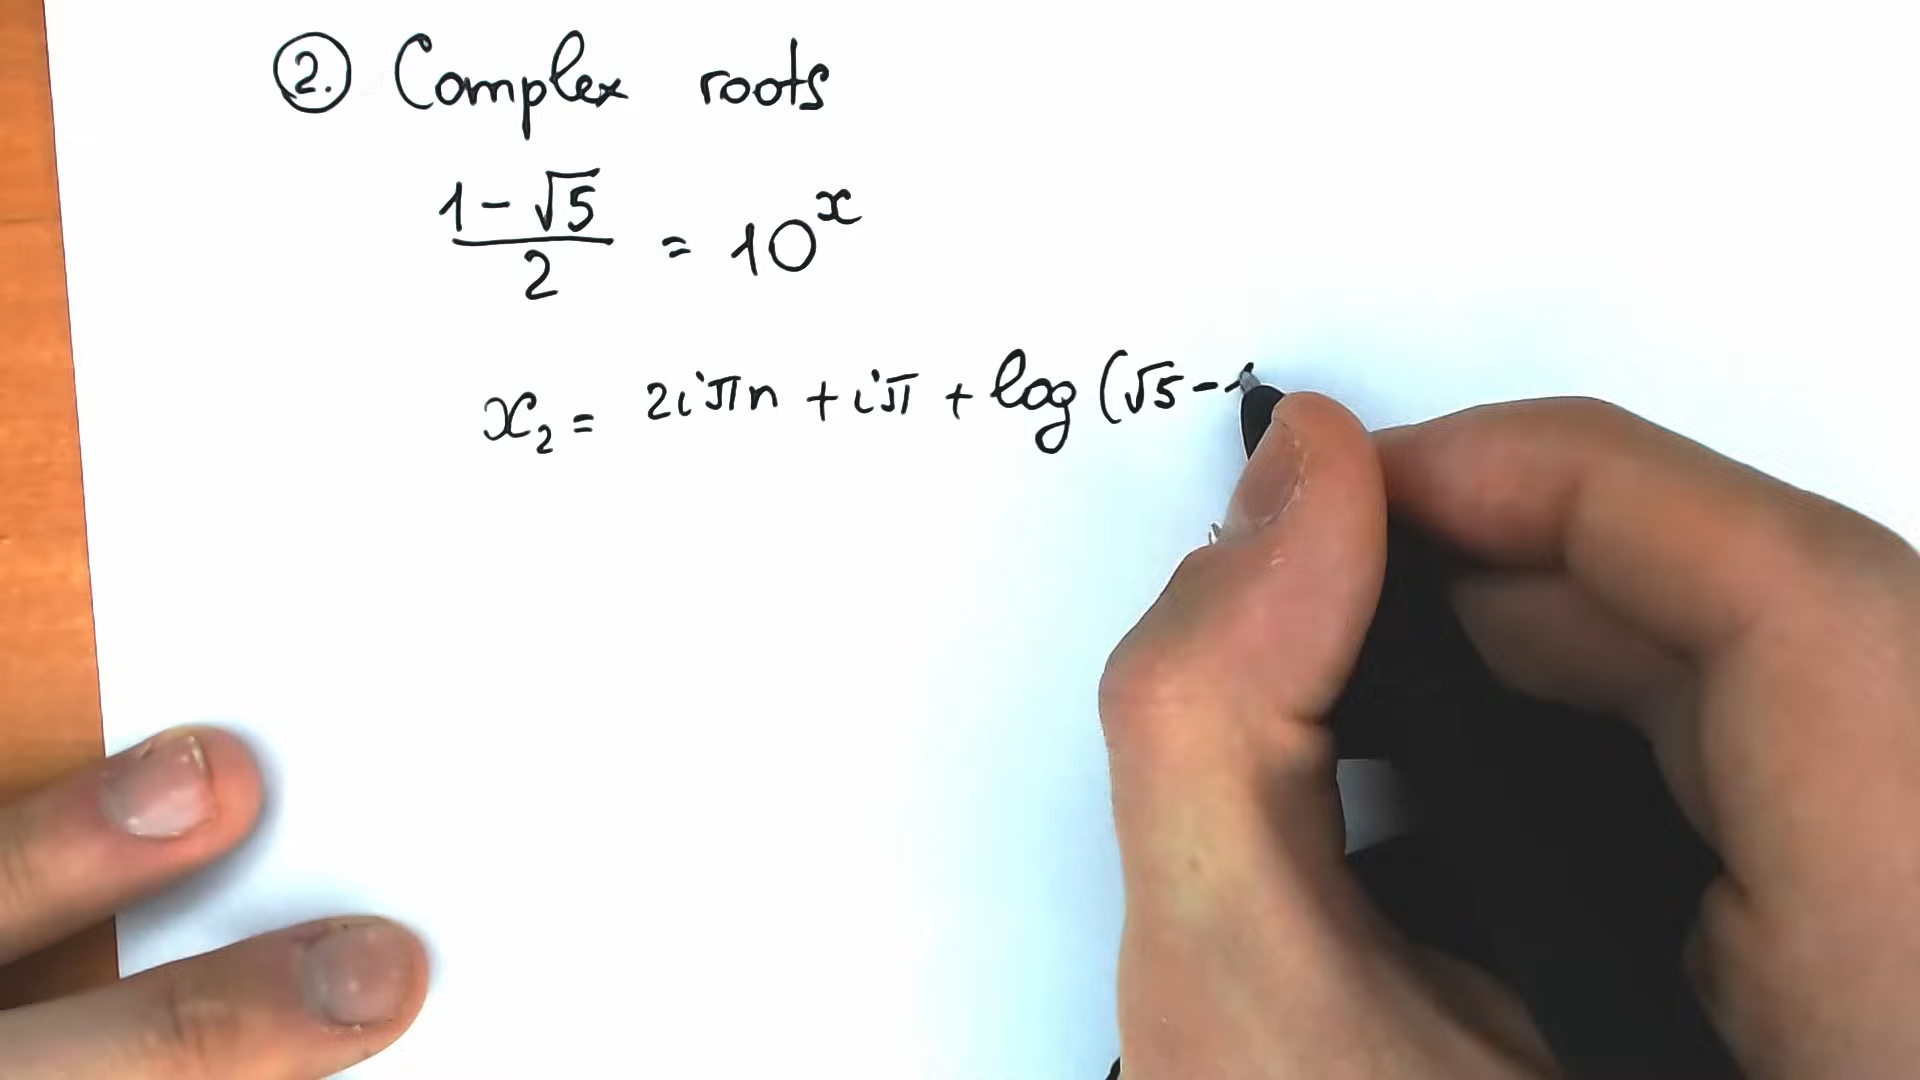 2. Complex roots
1-√5
2
= 10^x
x₂ = 2iπn + iπ + log (√5 -